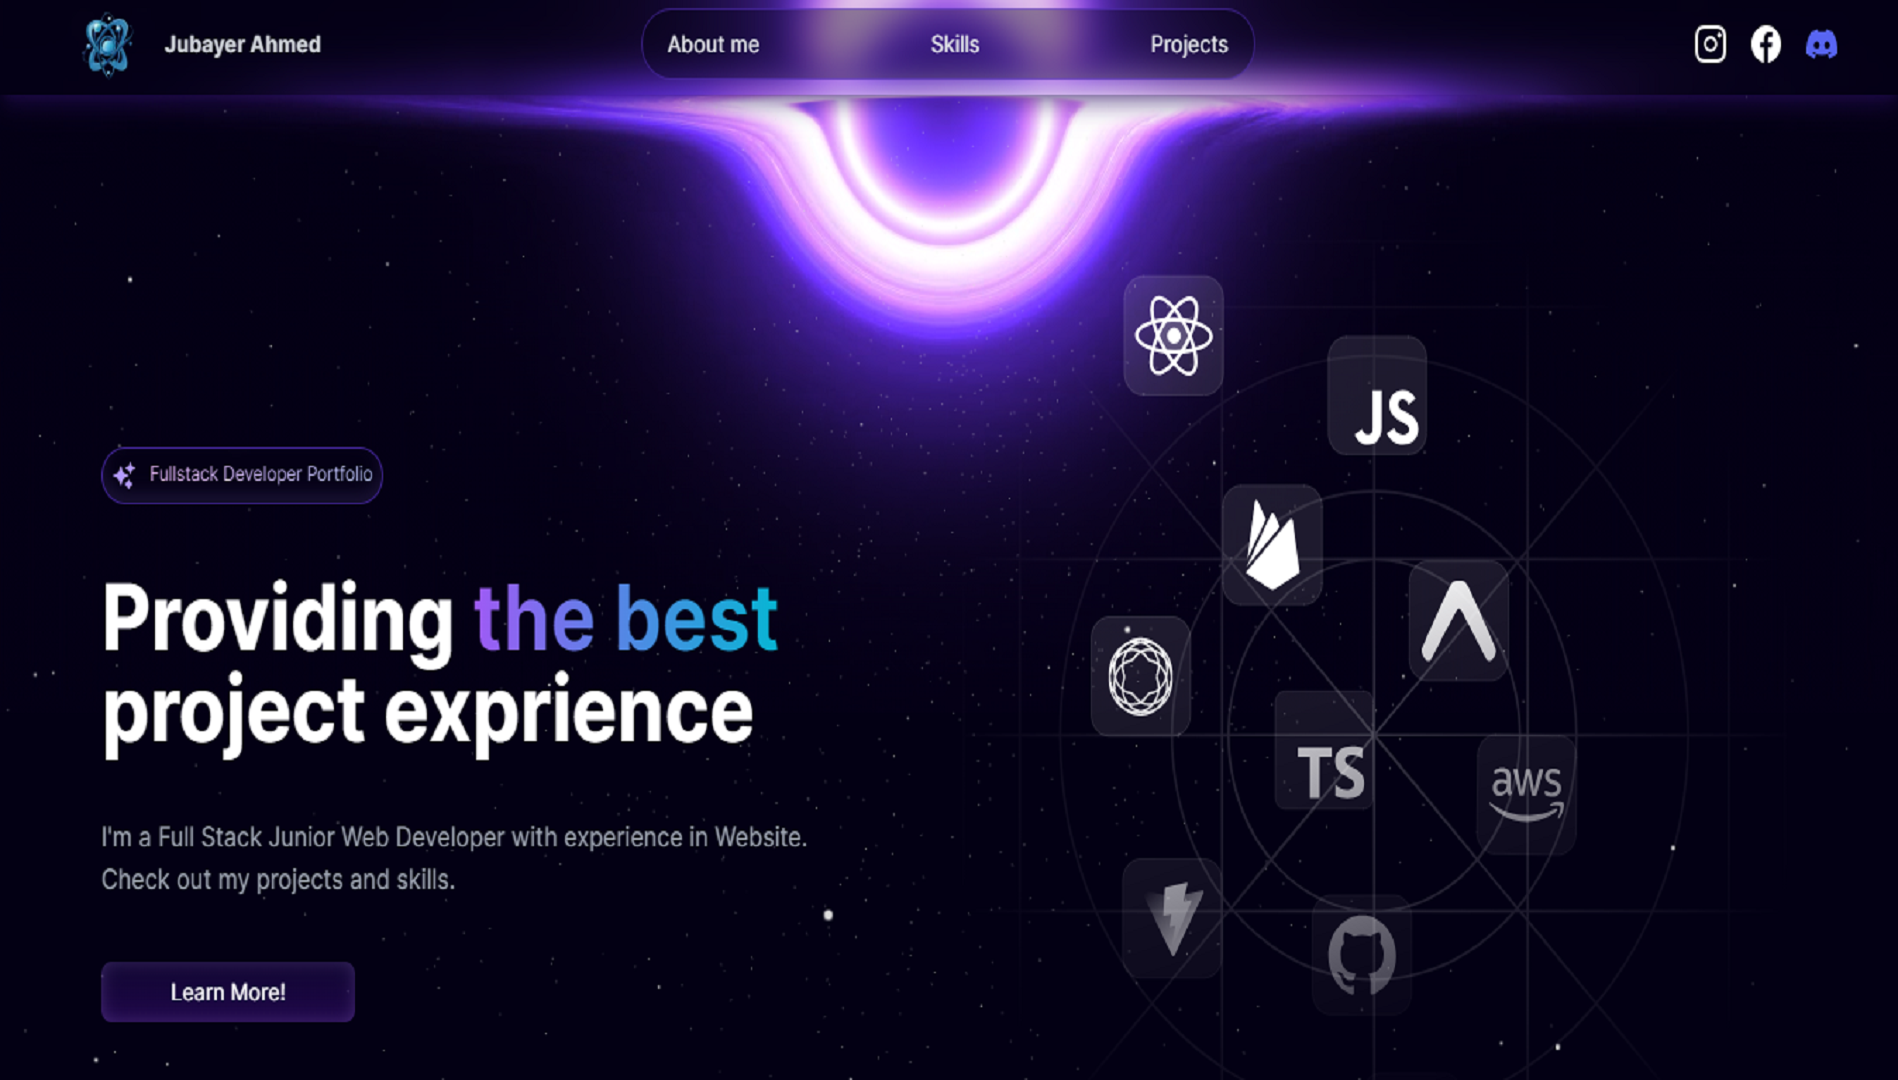 Jubayer Ahmed
About me
Skills
Projects
JS
Fullstack Developer Portfolio
Providing the best
project exprience
TS
aws
I'm a Full Stack Junior Web Developer with experience in Website.
Check out my projects and skills.
Learn More!